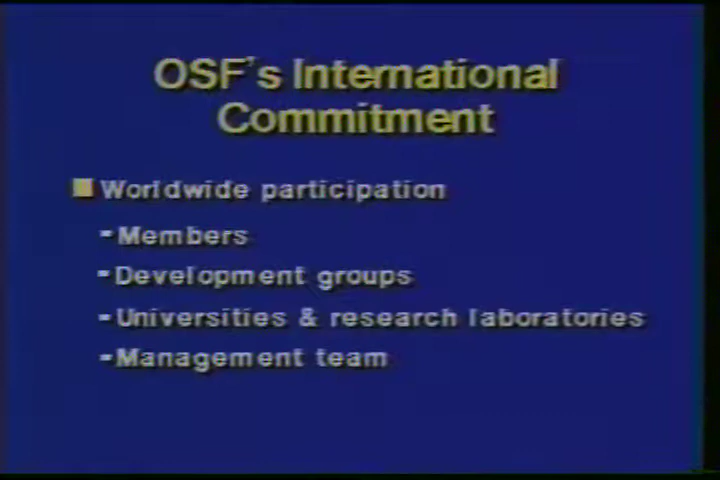 OSF's International
Commitment
■ Worldwide participation
-Members
-Development groups
-Universities & research laboratories
-Management team